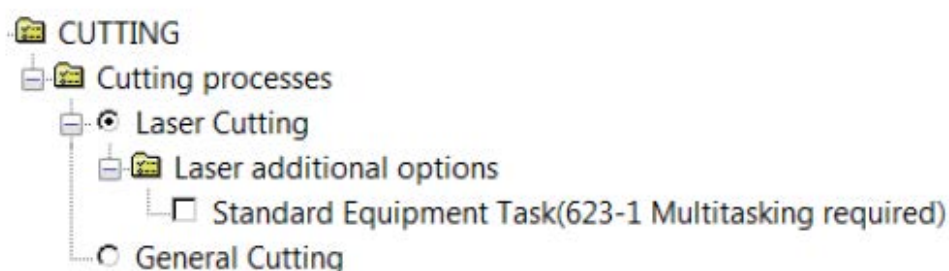 CUTTING
Cutting processes
Laser Cutting
Laser additional options
Standard Equipment Task(623-1 Multitasking required)
General Cutting